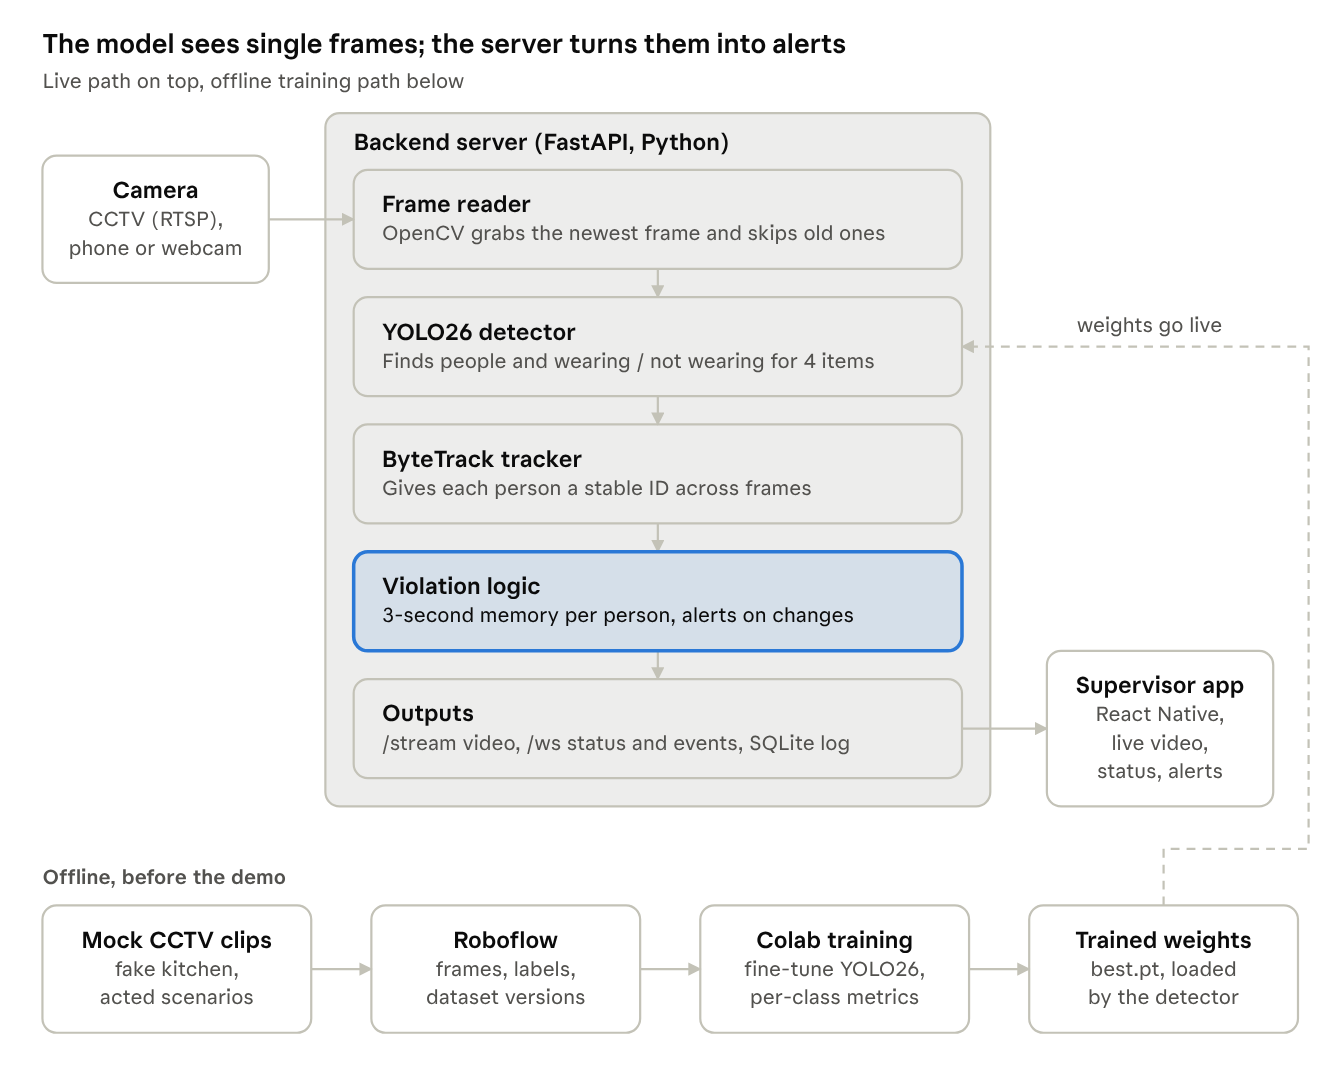 The model sees single frames; the server turns them into alerts
Live path on top, offline training path below
Backend server (FastAPI, Python)
Camera
CCTV (RTSP),
phone or webcam
Frame reader
OpenCV grabs the newest frame and skips old ones
YOLO26 detector
Finds people and wearing / not wearing for 4 items
weights go live
ByteTrack tracker
Gives each person a stable ID across frames
Violation logic
3-second memory per person, alerts on changes
Outputs
/stream video, /ws status and events, SQLite log
Supervisor app
React Native,
live video,
status, alerts
Offline, before the demo
Mock CCTV clips
fake kitchen,
acted scenarios
Roboflow
frames, labels,
dataset versions
Colab training
fine-tune YOLO26,
per-class metrics
Trained weights
best.pt, loaded
by the detector